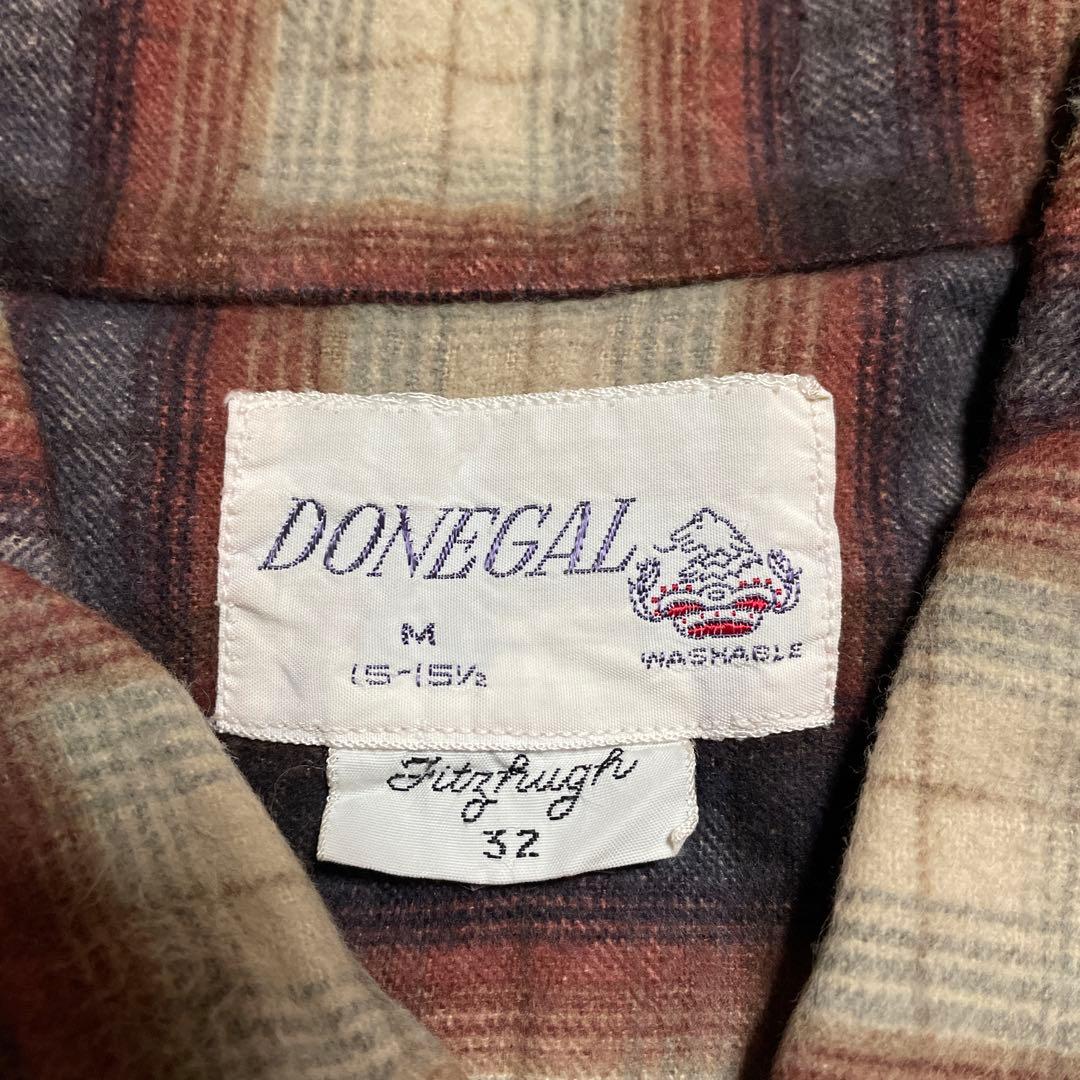 DONEGAL
M
15-15½
WASHABLE
Fitzhugh
32